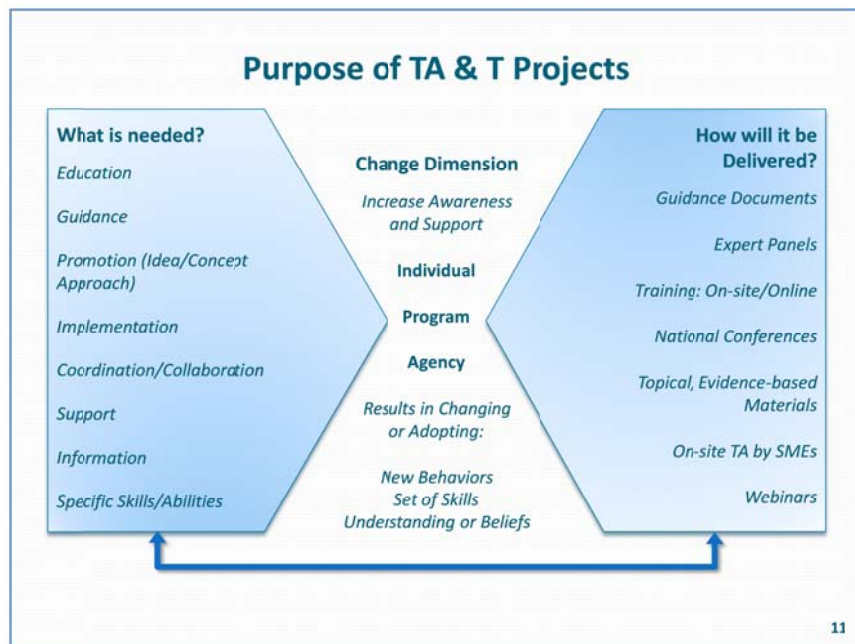 Purpose of TA & T Projects
What is needed?
Education
Guidance
Promotion (Idea/Concept
Approach)
Implementation
Coordination/Collaboration
Support
Information
Specific Skills/Abilities
Change Dimension
Increase Awareness
and Support
Individual
Program
Agency
Results in Changing
or Adopting:
New Behaviors
Set of Skills
Understanding or Beliefs
How will it be
Delivered?
Guidance Documents
Expert Panels
Training: On-site/Online
National Conferences
Topical, Evidence-based
Materials
On-site TA by SMEs
Webinars
11